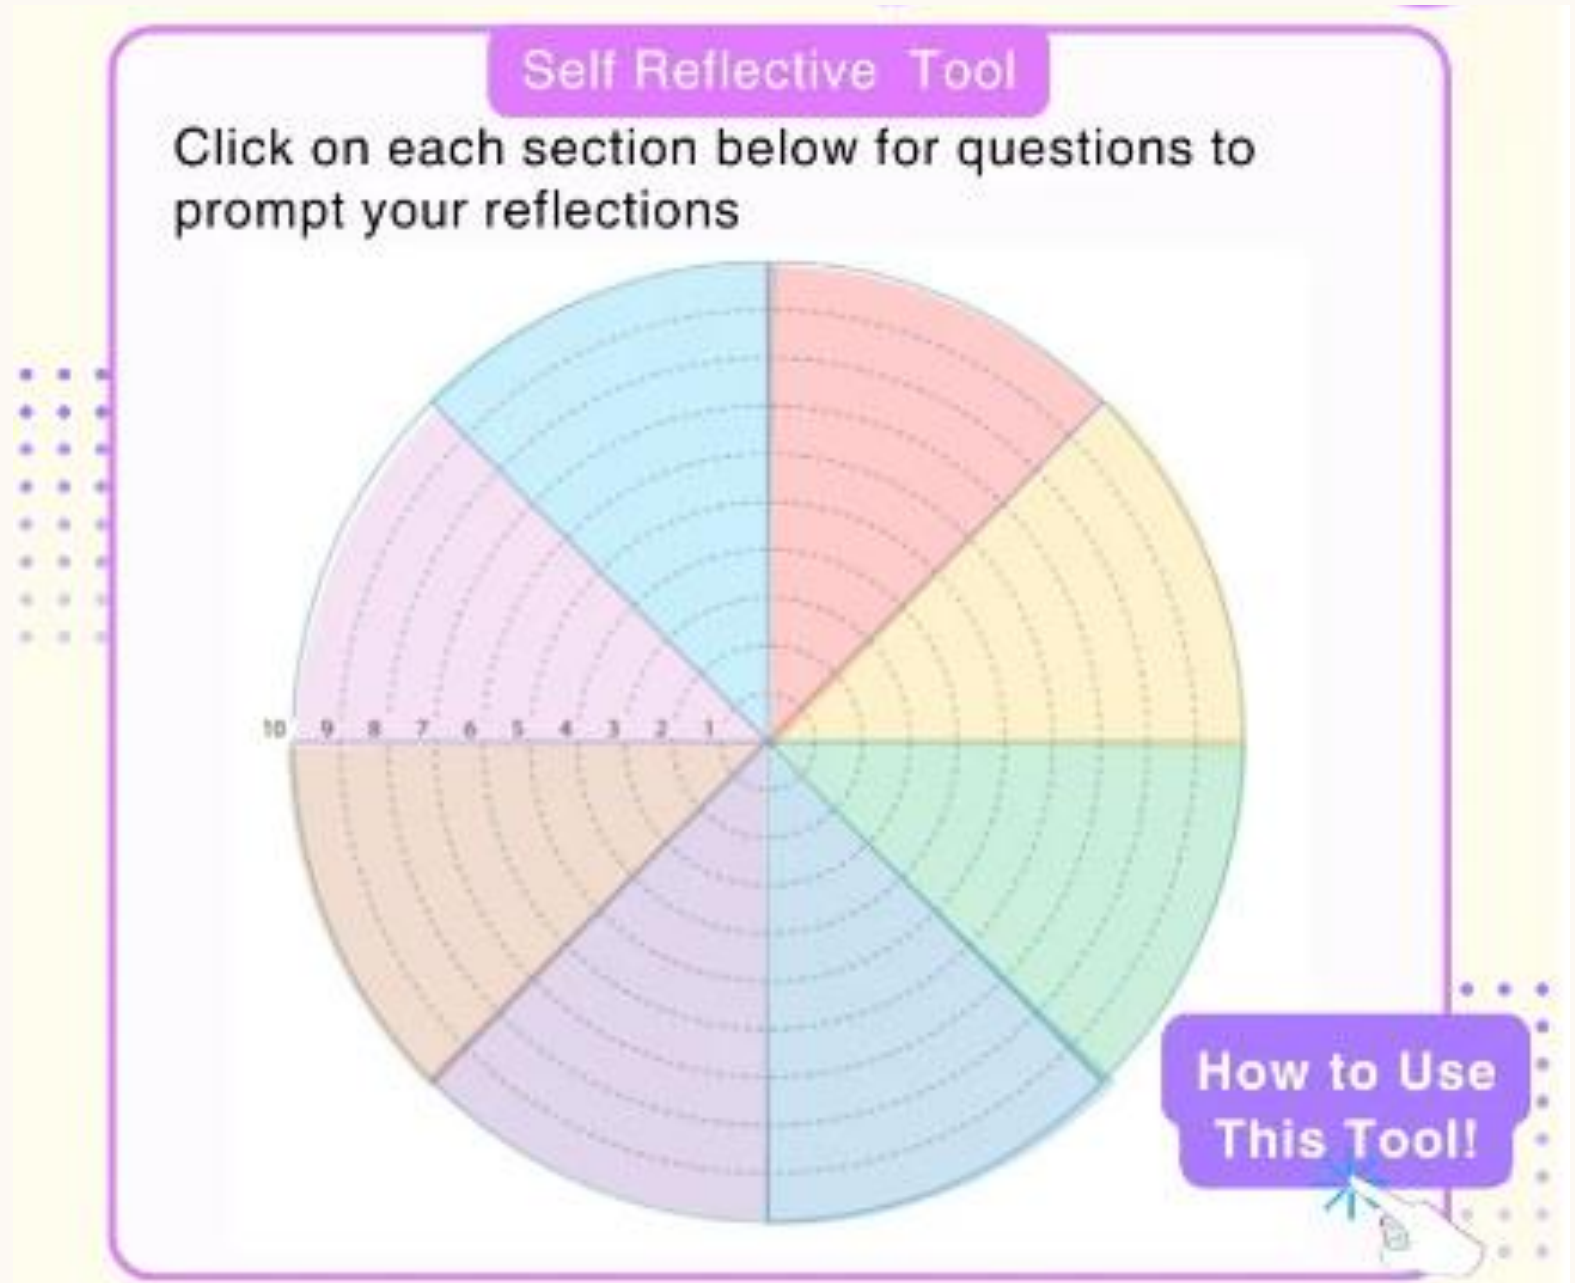 Self Reflective Tool
Click on each section below for questions to
prompt your reflections
10 9 8 7 6 5 4 3 2 1
How to Use
This Tool!